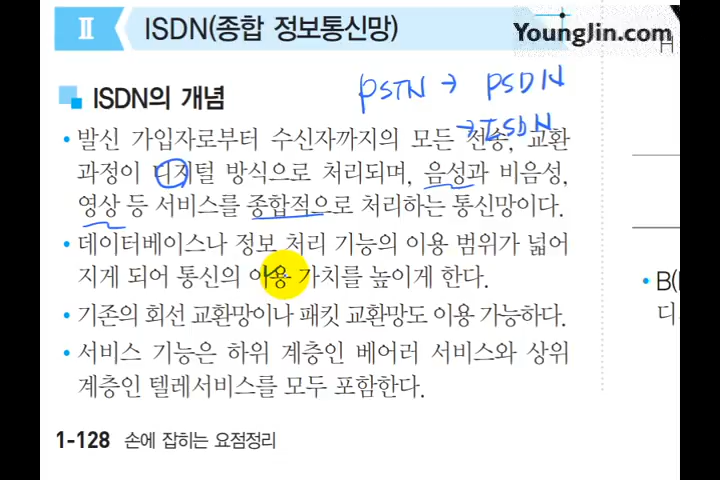 Ⅱ ISDN(종합 정보통신망)
YoungJin.com
ISDN의 개념
PSTN → PSDN
→ ISDN
• 발신 가입자로부터 수신자까지의 모든 전송, 교환
과정이 디지털 방식으로 처리되며, 음성과 비음성,
영상 등 서비스를 종합적으로 처리하는 통신망이다.
• 데이터베이스나 정보 처리 기능의 이용 범위가 넓어
지게 되어 통신의 이용 가치를 높이게 한다.
• 기존의 회선 교환망이나 패킷 교환망도 이용 가능하다.
• 서비스 기능은 하위 계층인 베어러 서비스와 상위
계층인 텔레서비스를 모두 포함한다.
1-128 손에 잡히는 요점정리
• B(
디